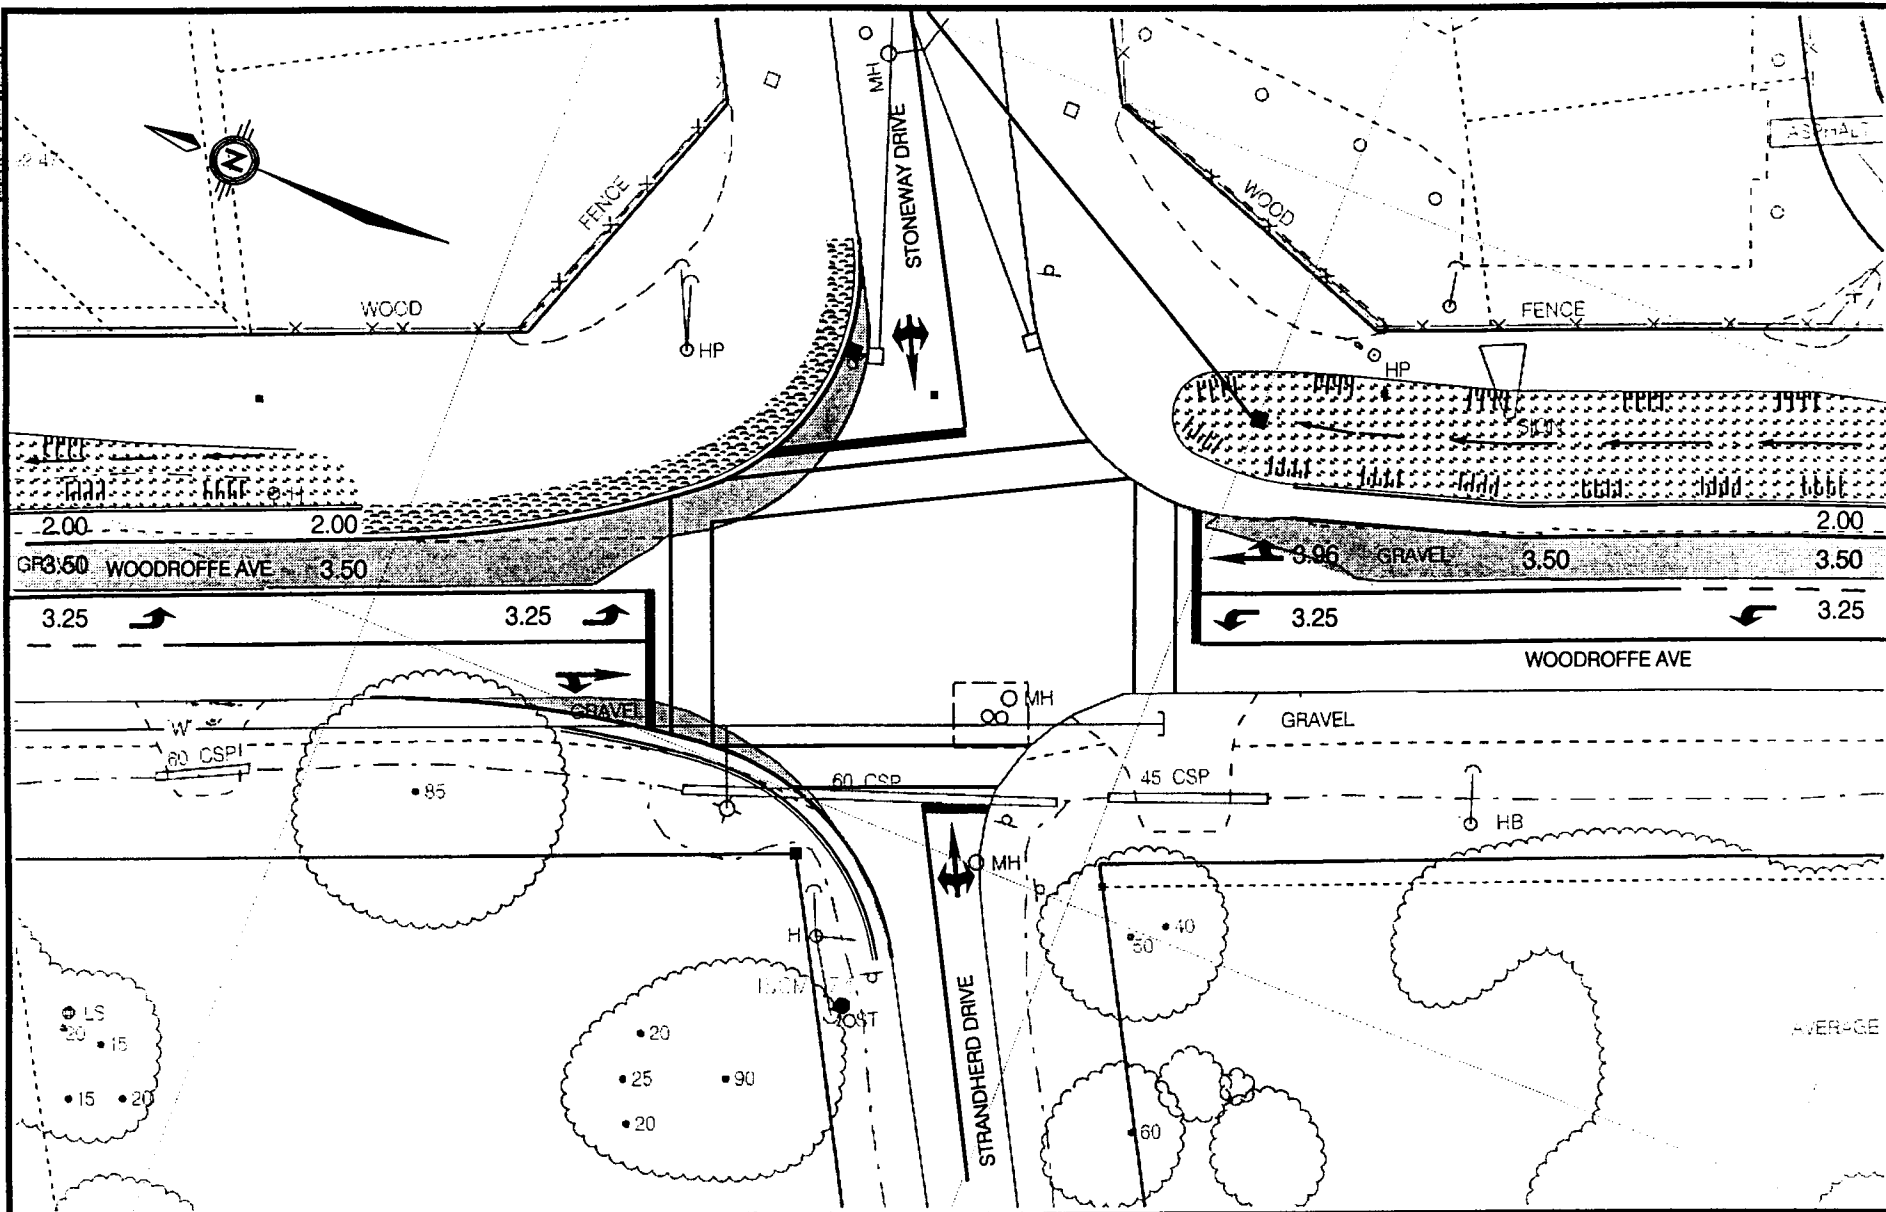 MH
STONEWAY DRIVE
ASPHALT
N
FENCE
WOOD
WOOD
FENCE
HP
HP
SIGN
H
2.00
2.00
2.00
3.50
WOODROFFE AVE
3.50
3.96
GRAVEL
3.50
3.50
3.25
3.25
3.25
3.25
WOODROFFE AVE
GRAVEL
MH
GRAVEL
W
60 CSP
60 CSP
45 CSP
85
HB
MH
H
40
50
LS
20
15
15
20
20
25
90
20
STRANDHERD DRIVE
60
AVERAGE